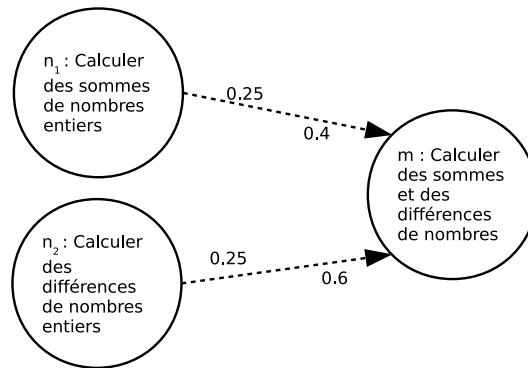 n1 : Calculer
des sommes
de nombres
entiers
0.25
0.4
m : Calculer
des sommes
et des
différences
de nombres
n2 : Calculer
des
différences
de nombres
entiers
0.25
0.6